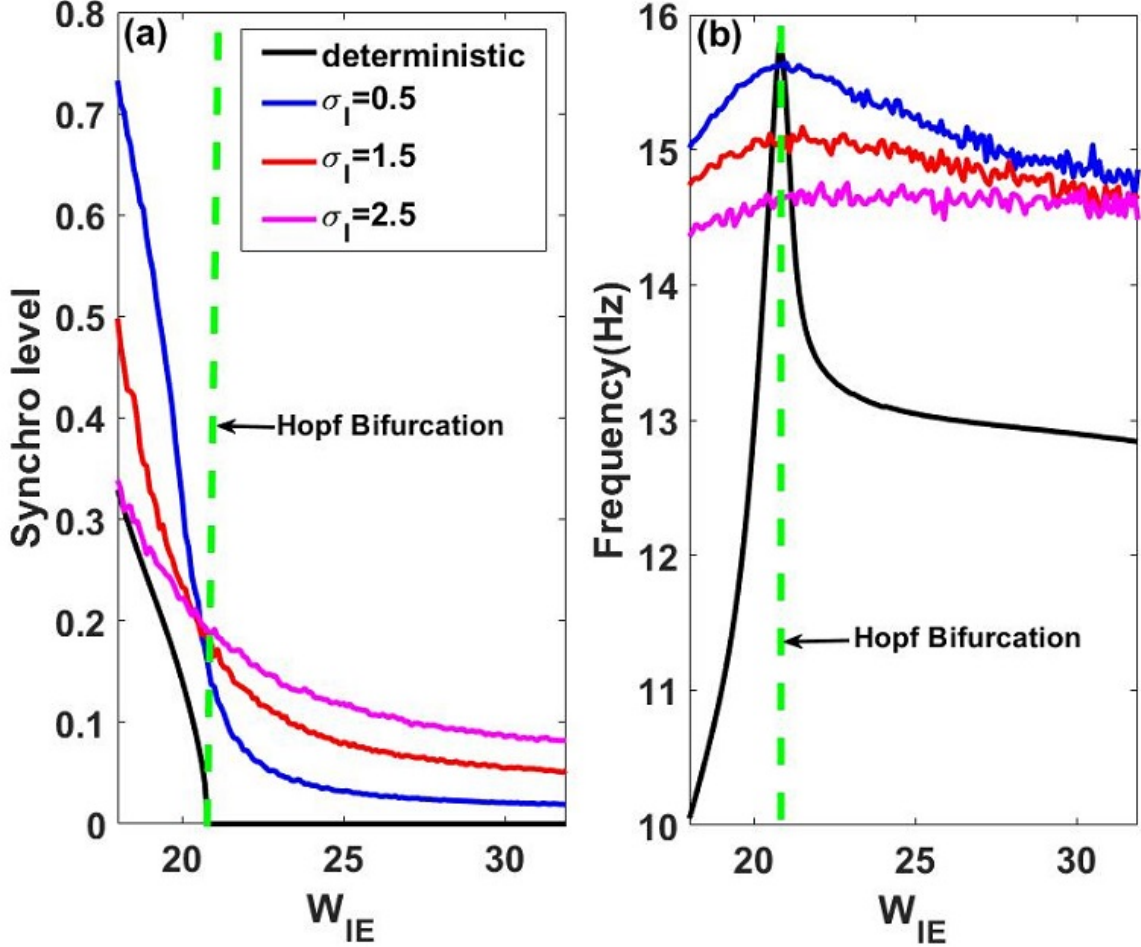 (a)
deterministic
σI=0.5
σI=1.5
σI=2.5
Hopf Bifurcation
Synchro level
0.8
0.7
0.6
0.5
0.4
0.3
0.2
0.1
0
20 25 30
WIE
(b)
Hopf Bifurcation
Frequency(Hz)
16
15
14
13
12
11
10
20 25 30
WIE